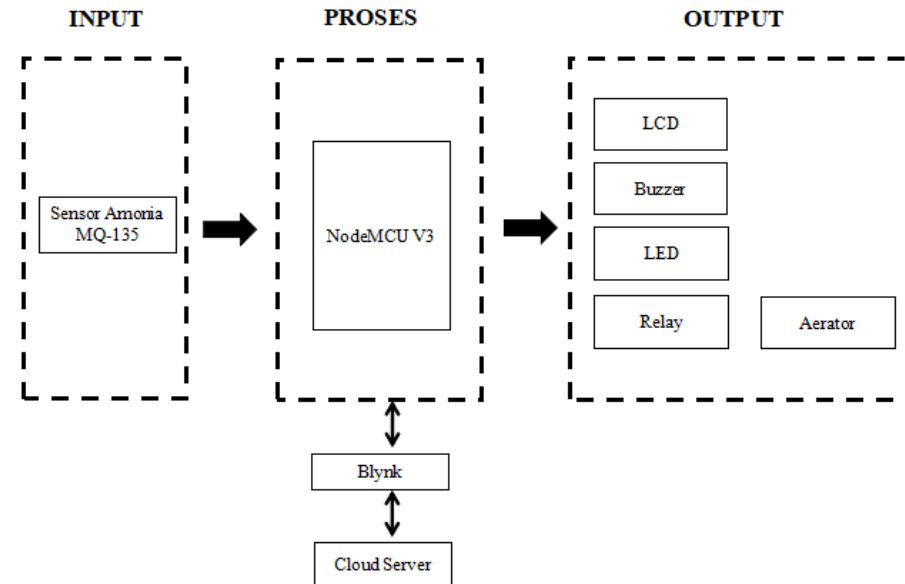 INPUT
PROSES
OUTPUT
Sensor Amonia
MQ-135
NodeMCU V3
LCD
Buzzer
LED
Relay
Aerator
Blynk
Cloud Server